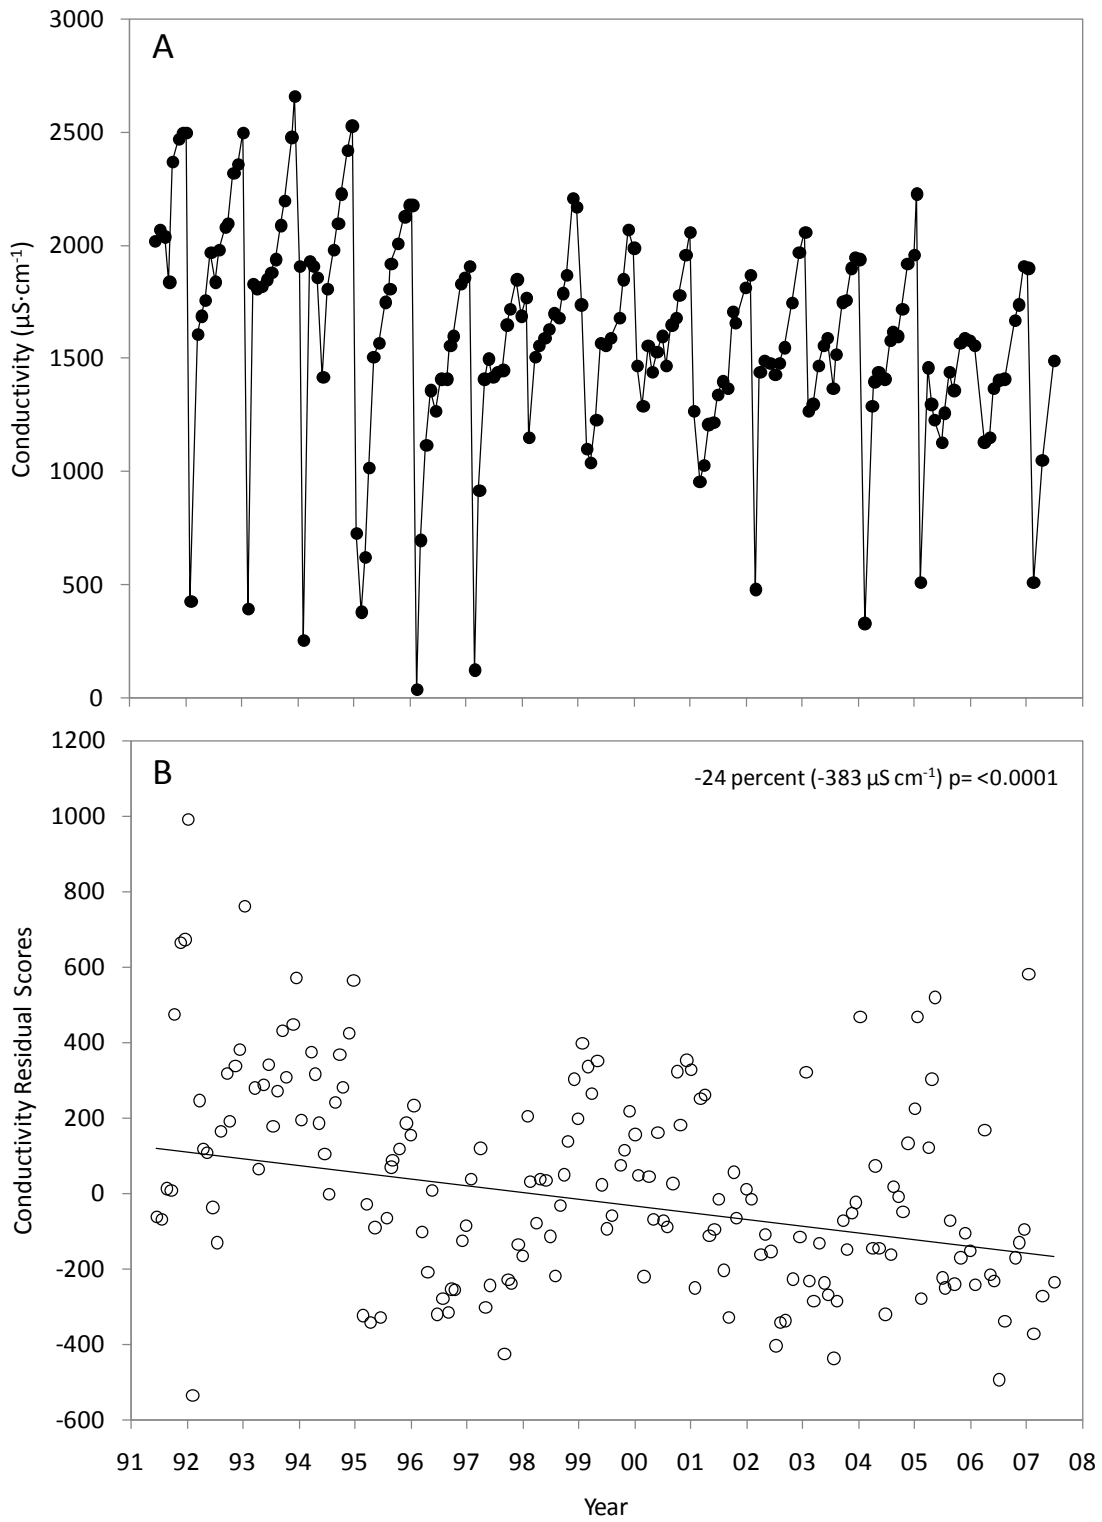 3000
A
2500
2000
1500
1000
500
0
Conductivity (µS·cm⁻¹)
1200
B
-24 percent (-383 µS cm⁻¹) p= <0.0001
1000
800
600
400
200
0
-200
-400
-600
Conductivity Residual Scores
91 92 93 94 95 96 97 98 99 00 01 02 03 04 05 06 07 08
Year